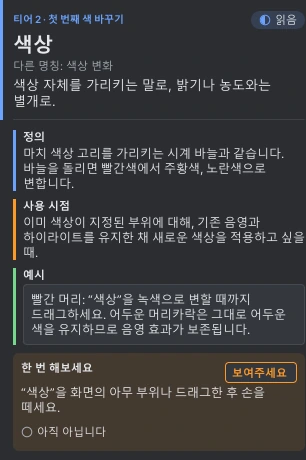 티어 2 · 첫 번째 색 바꾸기
읽음
색상
다른 명칭: 색상 변화
색상 자체를 가리키는 말로, 밝기나 농도와는
별개로.
정의
마치 색상 고리를 가리키는 시계 바늘과 같습니다.
바늘을 돌리면 빨간색에서 주황색, 노란색으로
변합니다.
사용 시점
이미 색상이 지정된 부위에 대해, 기존 음영과
하이라이트를 유지한 채 새로운 색상을 적용하고 싶을
때.
예시
빨간 머리: “색상”을 녹색으로 변할 때까지
드래그하세요. 어두운 머리카락은 그대로 어두운
색을 유지하므로 음영 효과가 보존됩니다.
한 번 해보세요
보여주세요
“색상”을 화면의 아무 부위나 드래그한 후 손을
떼세요.
아직 아닙니다